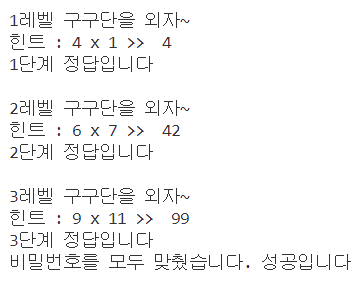 1레벨 구구단을 외자~
힌트 : 4 x 1 >> 4
1단계 정답입니다
2레벨 구구단을 외자~
힌트 : 6 x 7 >> 42
2단계 정답입니다
3레벨 구구단을 외자~
힌트 : 9 x 11 >> 99
3단계 정답입니다
비밀번호를 모두 맞췄습니다. 성공입니다